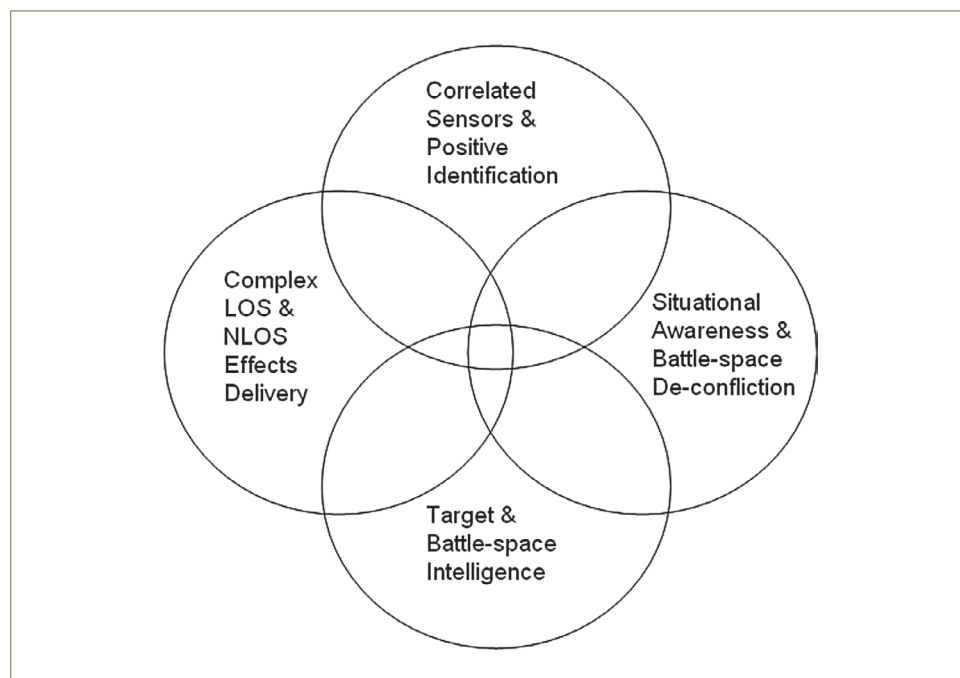 Correlated
Sensors &
Positive
Identification
Complex
LOS &
NLOS
Effects
Delivery
Situational
Awareness &
Battle-space
De-confliction
Target &
Battle-space
Intelligence